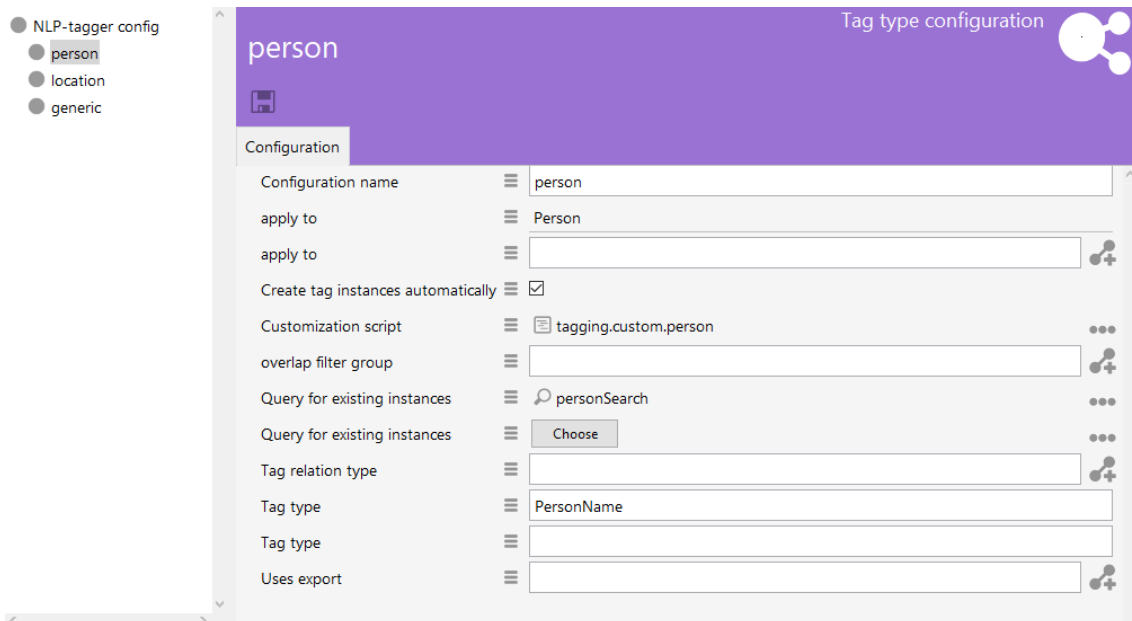 NLP-tagger config
person
location
generic
Tag type configuration
person
Configuration
Configuration name person
apply to Person
apply to
Create tag instances automatically
Customization script tagging.custom.person
overlap filter group
Query for existing instances personSearch
Query for existing instances Choose
Tag relation type
Tag type PersonName
Tag type
Uses export